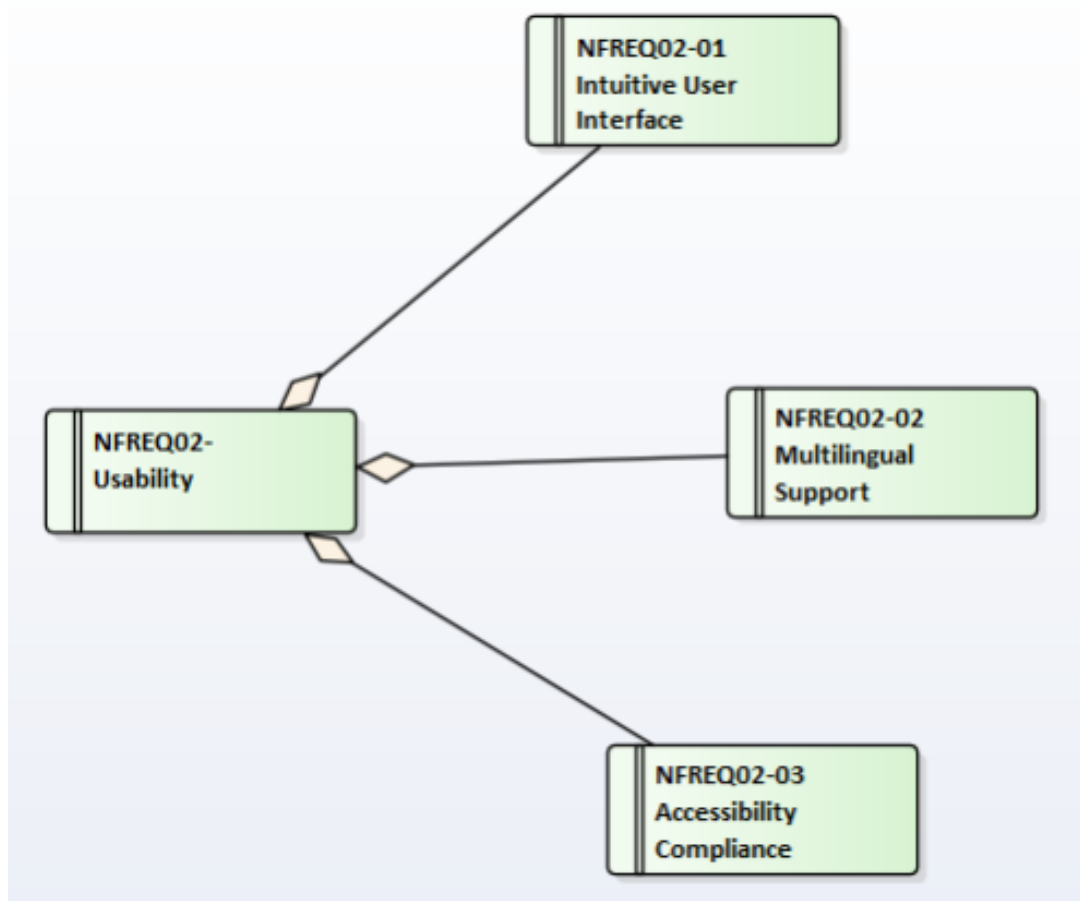 NFREQ02-01
Intuitive User
Interface
NFREQ02-
Usability
NFREQ02-02
Multilingual
Support
NFREQ02-03
Accessibility
Compliance